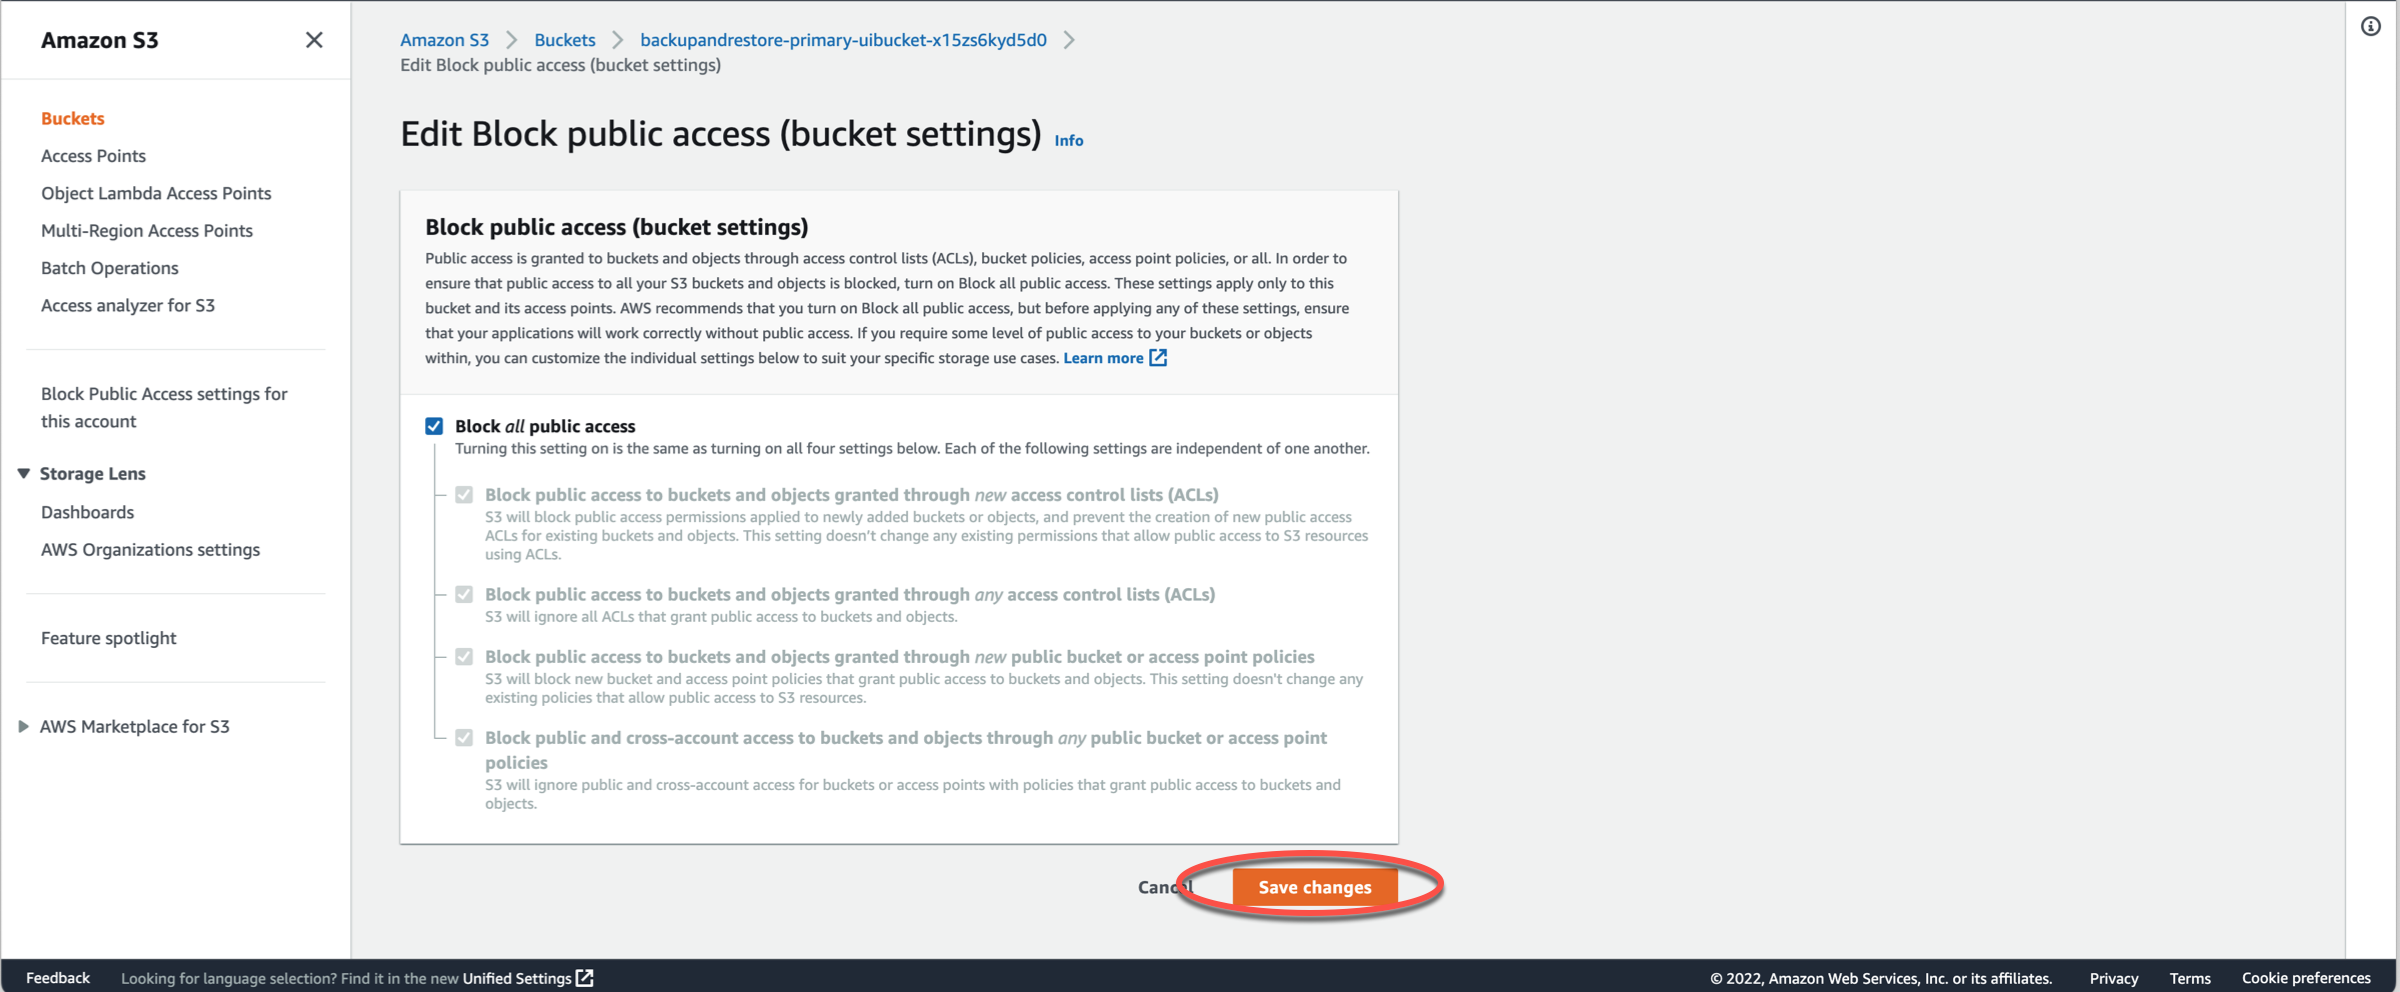 Amazon S3
Buckets
Access Points
Object Lambda Access Points
Multi-Region Access Points
Batch Operations
Access analyzer for S3
Block Public Access settings for
this account
Storage Lens
Dashboards
AWS Organizations settings
Feature spotlight
AWS Marketplace for S3
Amazon S3 > Buckets > backupandrestore-primary-uibucket-x15zs6kyd5d0 >
Edit Block public access (bucket settings)
Edit Block public access (bucket settings) Info
Block public access (bucket settings)
Public access is granted to buckets and objects through access control lists (ACLs), bucket policies, access point policies, or all. In order to
ensure that public access to all your S3 buckets and objects is blocked, turn on Block all public access. These settings apply only to this
bucket and its access points. AWS recommends that you turn on Block all public access, but before applying any of these settings, ensure
that your applications will work correctly without public access. If you require some level of public access to your buckets or objects
within, you can customize the individual settings below to suit your specific storage use cases. Learn more
Block all public access
Turning this setting on is the same as turning on all four settings below. Each of the following settings are independent of one another.
Block public access to buckets and objects granted through new access control lists (ACLs)
S3 will block public access permissions applied to newly added buckets or objects, and prevent the creation of new public access
ACLs for existing buckets and objects. This setting doesn't change any existing permissions that allow public access to S3 resources
using ACLs.
Block public access to buckets and objects granted through any access control lists (ACLs)
S3 will ignore all ACLs that grant public access to buckets and objects.
Block public access to buckets and objects granted through new public bucket or access point policies
S3 will block new bucket and access point policies that grant public access to buckets and objects. This setting doesn't change any
existing policies that allow public access to S3 resources.
Block public and cross-account access to buckets and objects through any public bucket or access point
policies
S3 will ignore public and cross-account access for buckets or access points with policies that grant public access to buckets and
objects.
Cancel Save changes
Feedback Looking for language selection? Find it in the new Unified Settings © 2022, Amazon Web Services, Inc. or its affiliates. Privacy Terms Cookie preferences